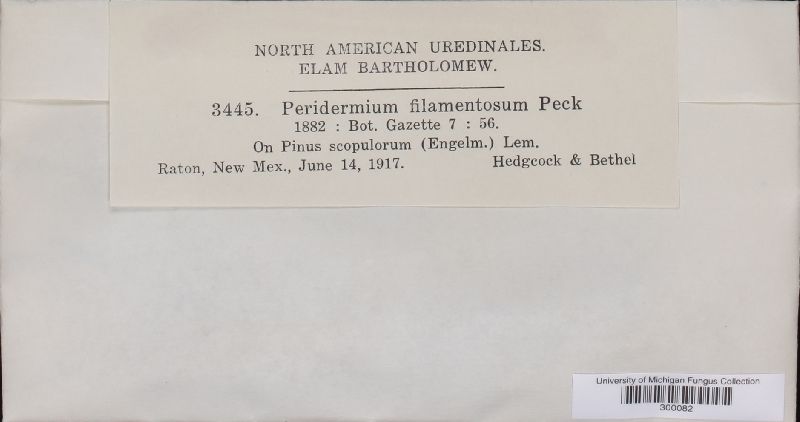 NORTH AMERICAN UREDINALES.
ELAM BARTHOLOMEW.
3445. Peridermium filamentosum Peck
1882 : Bot. Gazette 7 : 56.
On Pinus scopulorum (Engelm.) Lem.
Raton, New Mex., June 14, 1917. Hedgcock & Bethel
University of Michigan Fungus Collection
300082